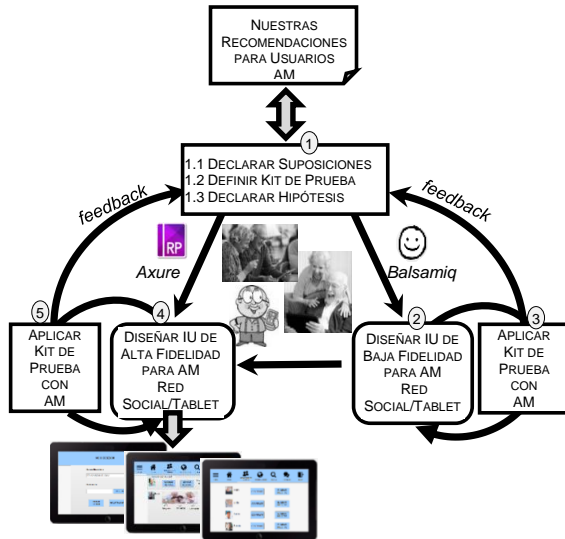 NUESTRAS
RECOMENDACIONES
PARA USUARIOS
AM
1
1.1 DECLARAR SUPOSICIONES
1.2 DEFINIR KIT DE PRUEBA
1.3 DECLARAR HIPÓTESIS
feedback
feedback
RP
Axure
Balsamiq
5
APLICAR
KIT DE
PRUEBA
CON
AM
4
DISEÑAR IU DE
ALTA FIDELIDAD
PARA AM
RED
SOCIAL/TABLET
2
DISEÑAR IU DE
BAJA FIDELIDAD
PARA AM
RED
SOCIAL/TABLET
3
APLICAR
KIT DE
PRUEBA
CON
AM